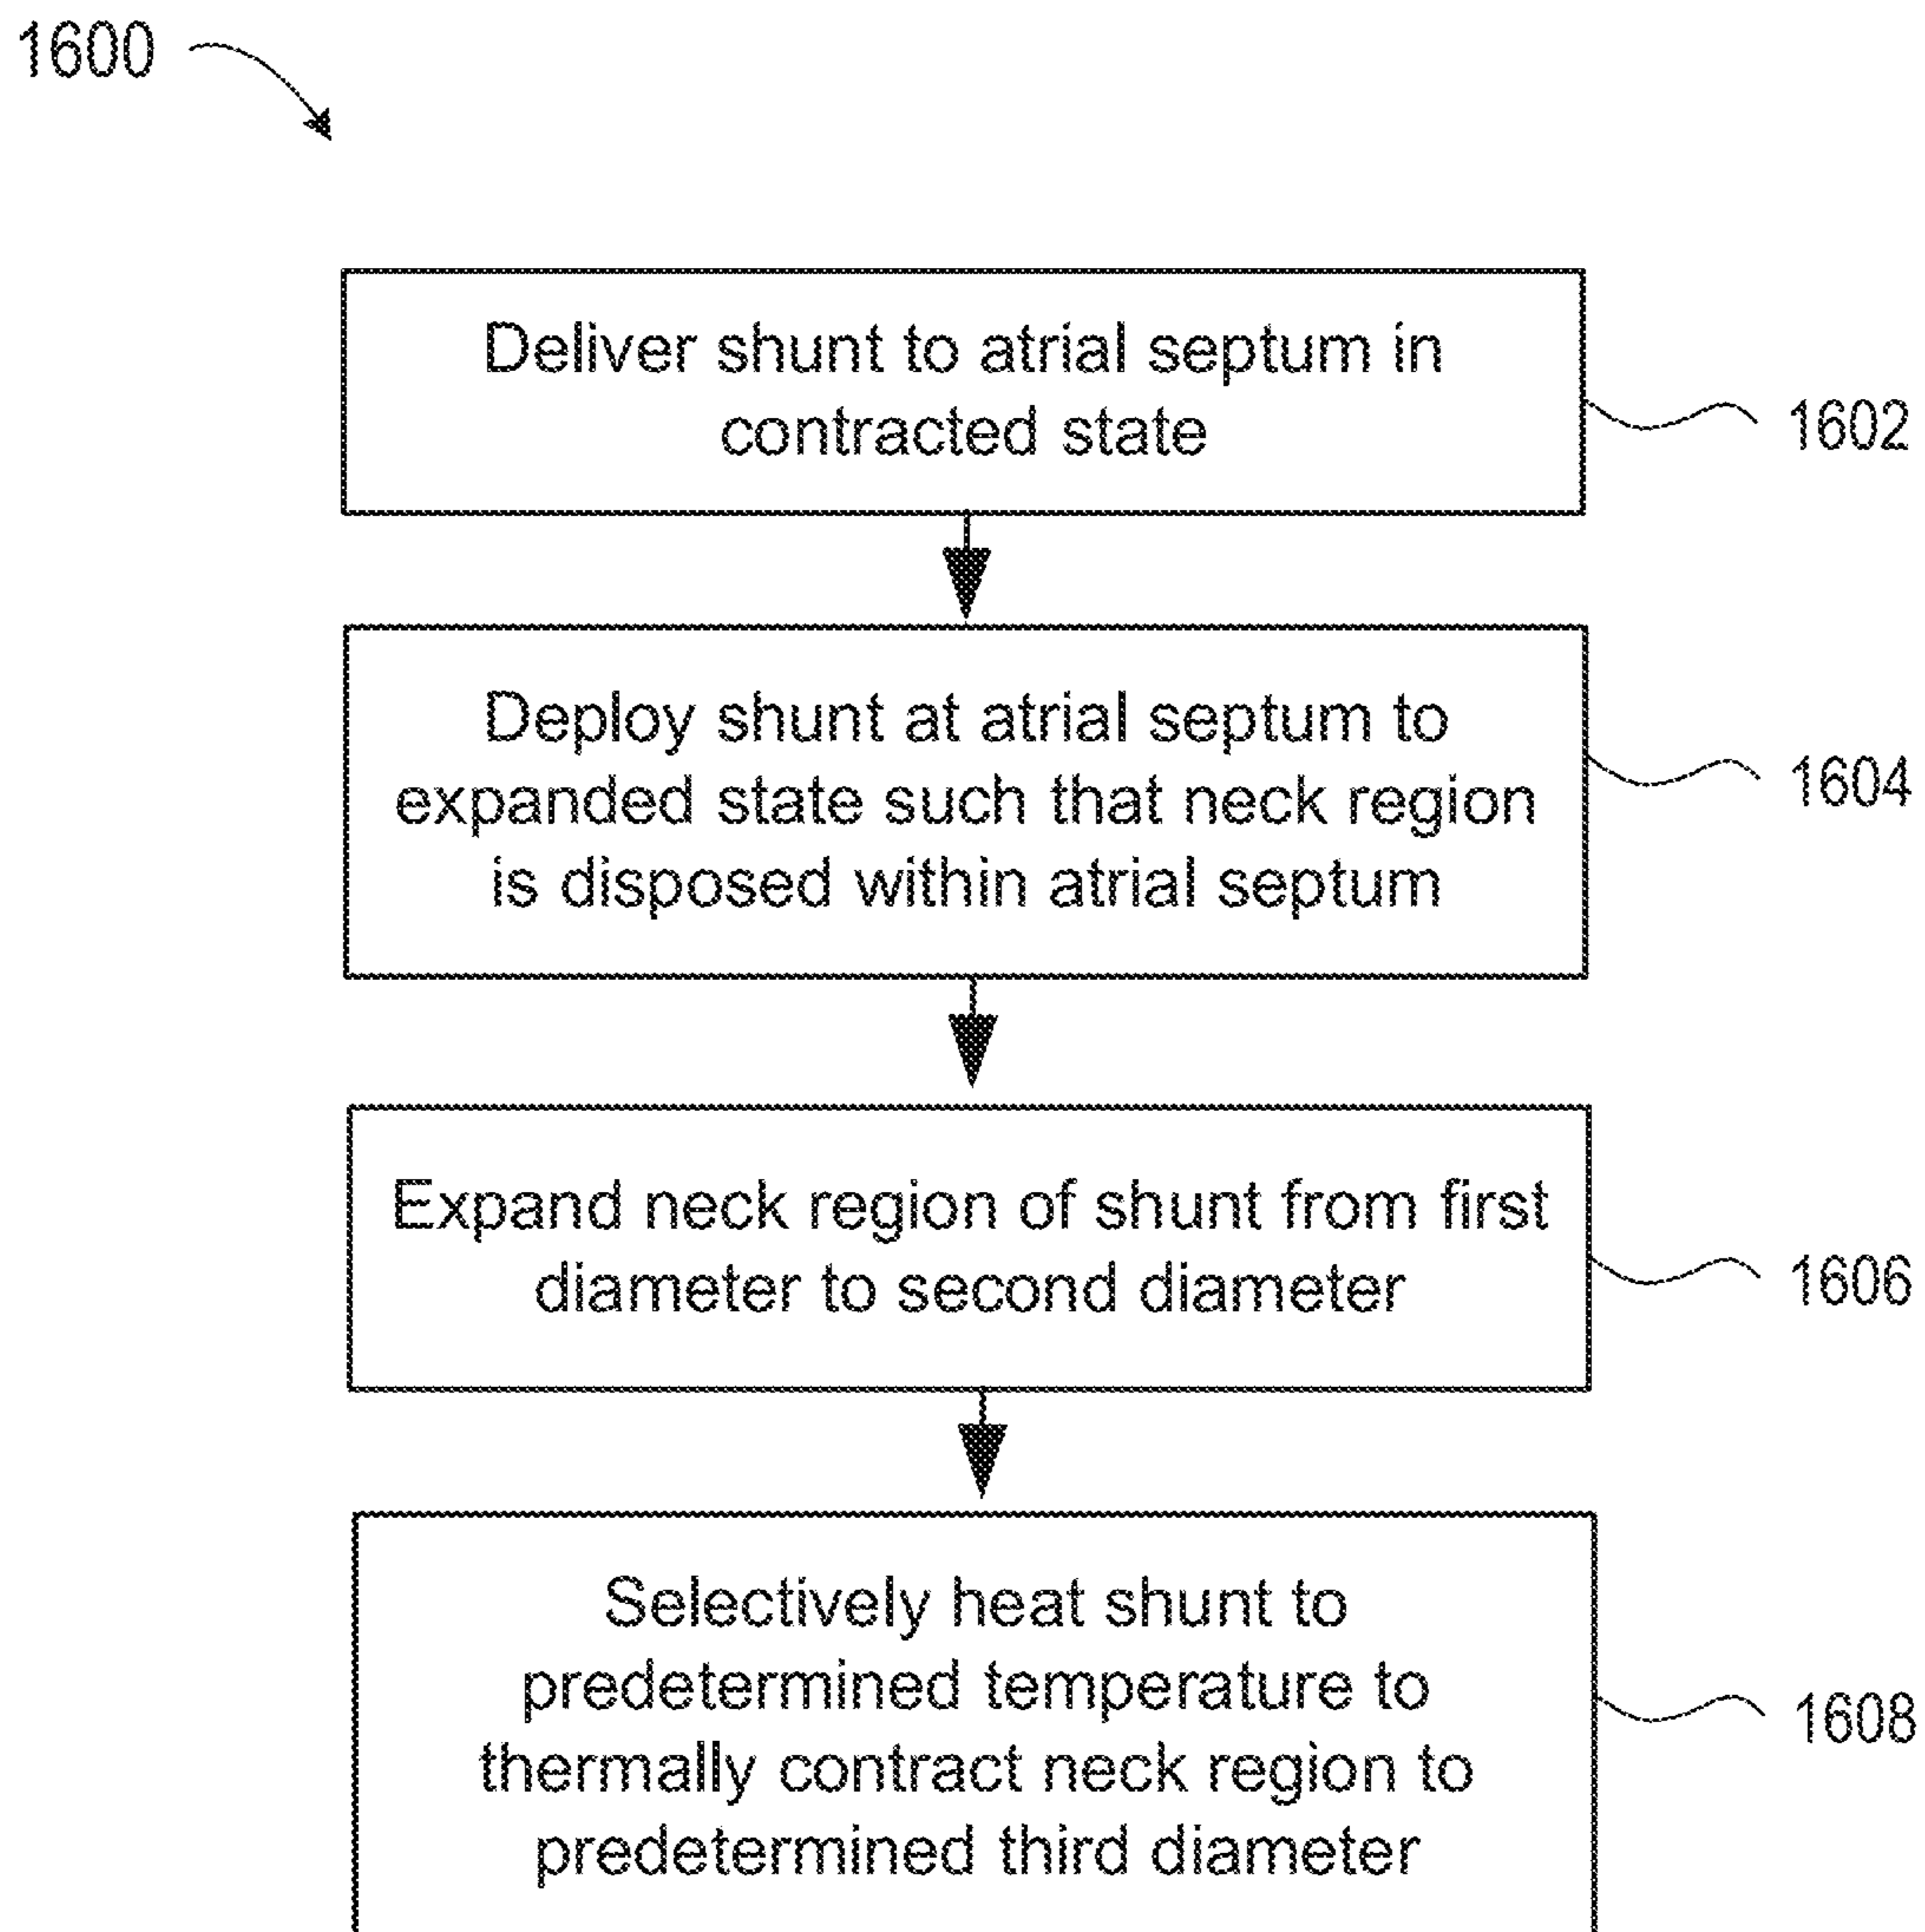 1600
Deliver shunt to atrial septum in
contracted state
1602
Deploy shunt at atrial septum to
expanded state such that neck region
is disposed within atrial septum
1604
Expand neck region of shunt from first
diameter to second diameter
1606
Selectively heat shunt to
predetermined temperature to
thermally contract neck region to
predetermined third diameter
1608